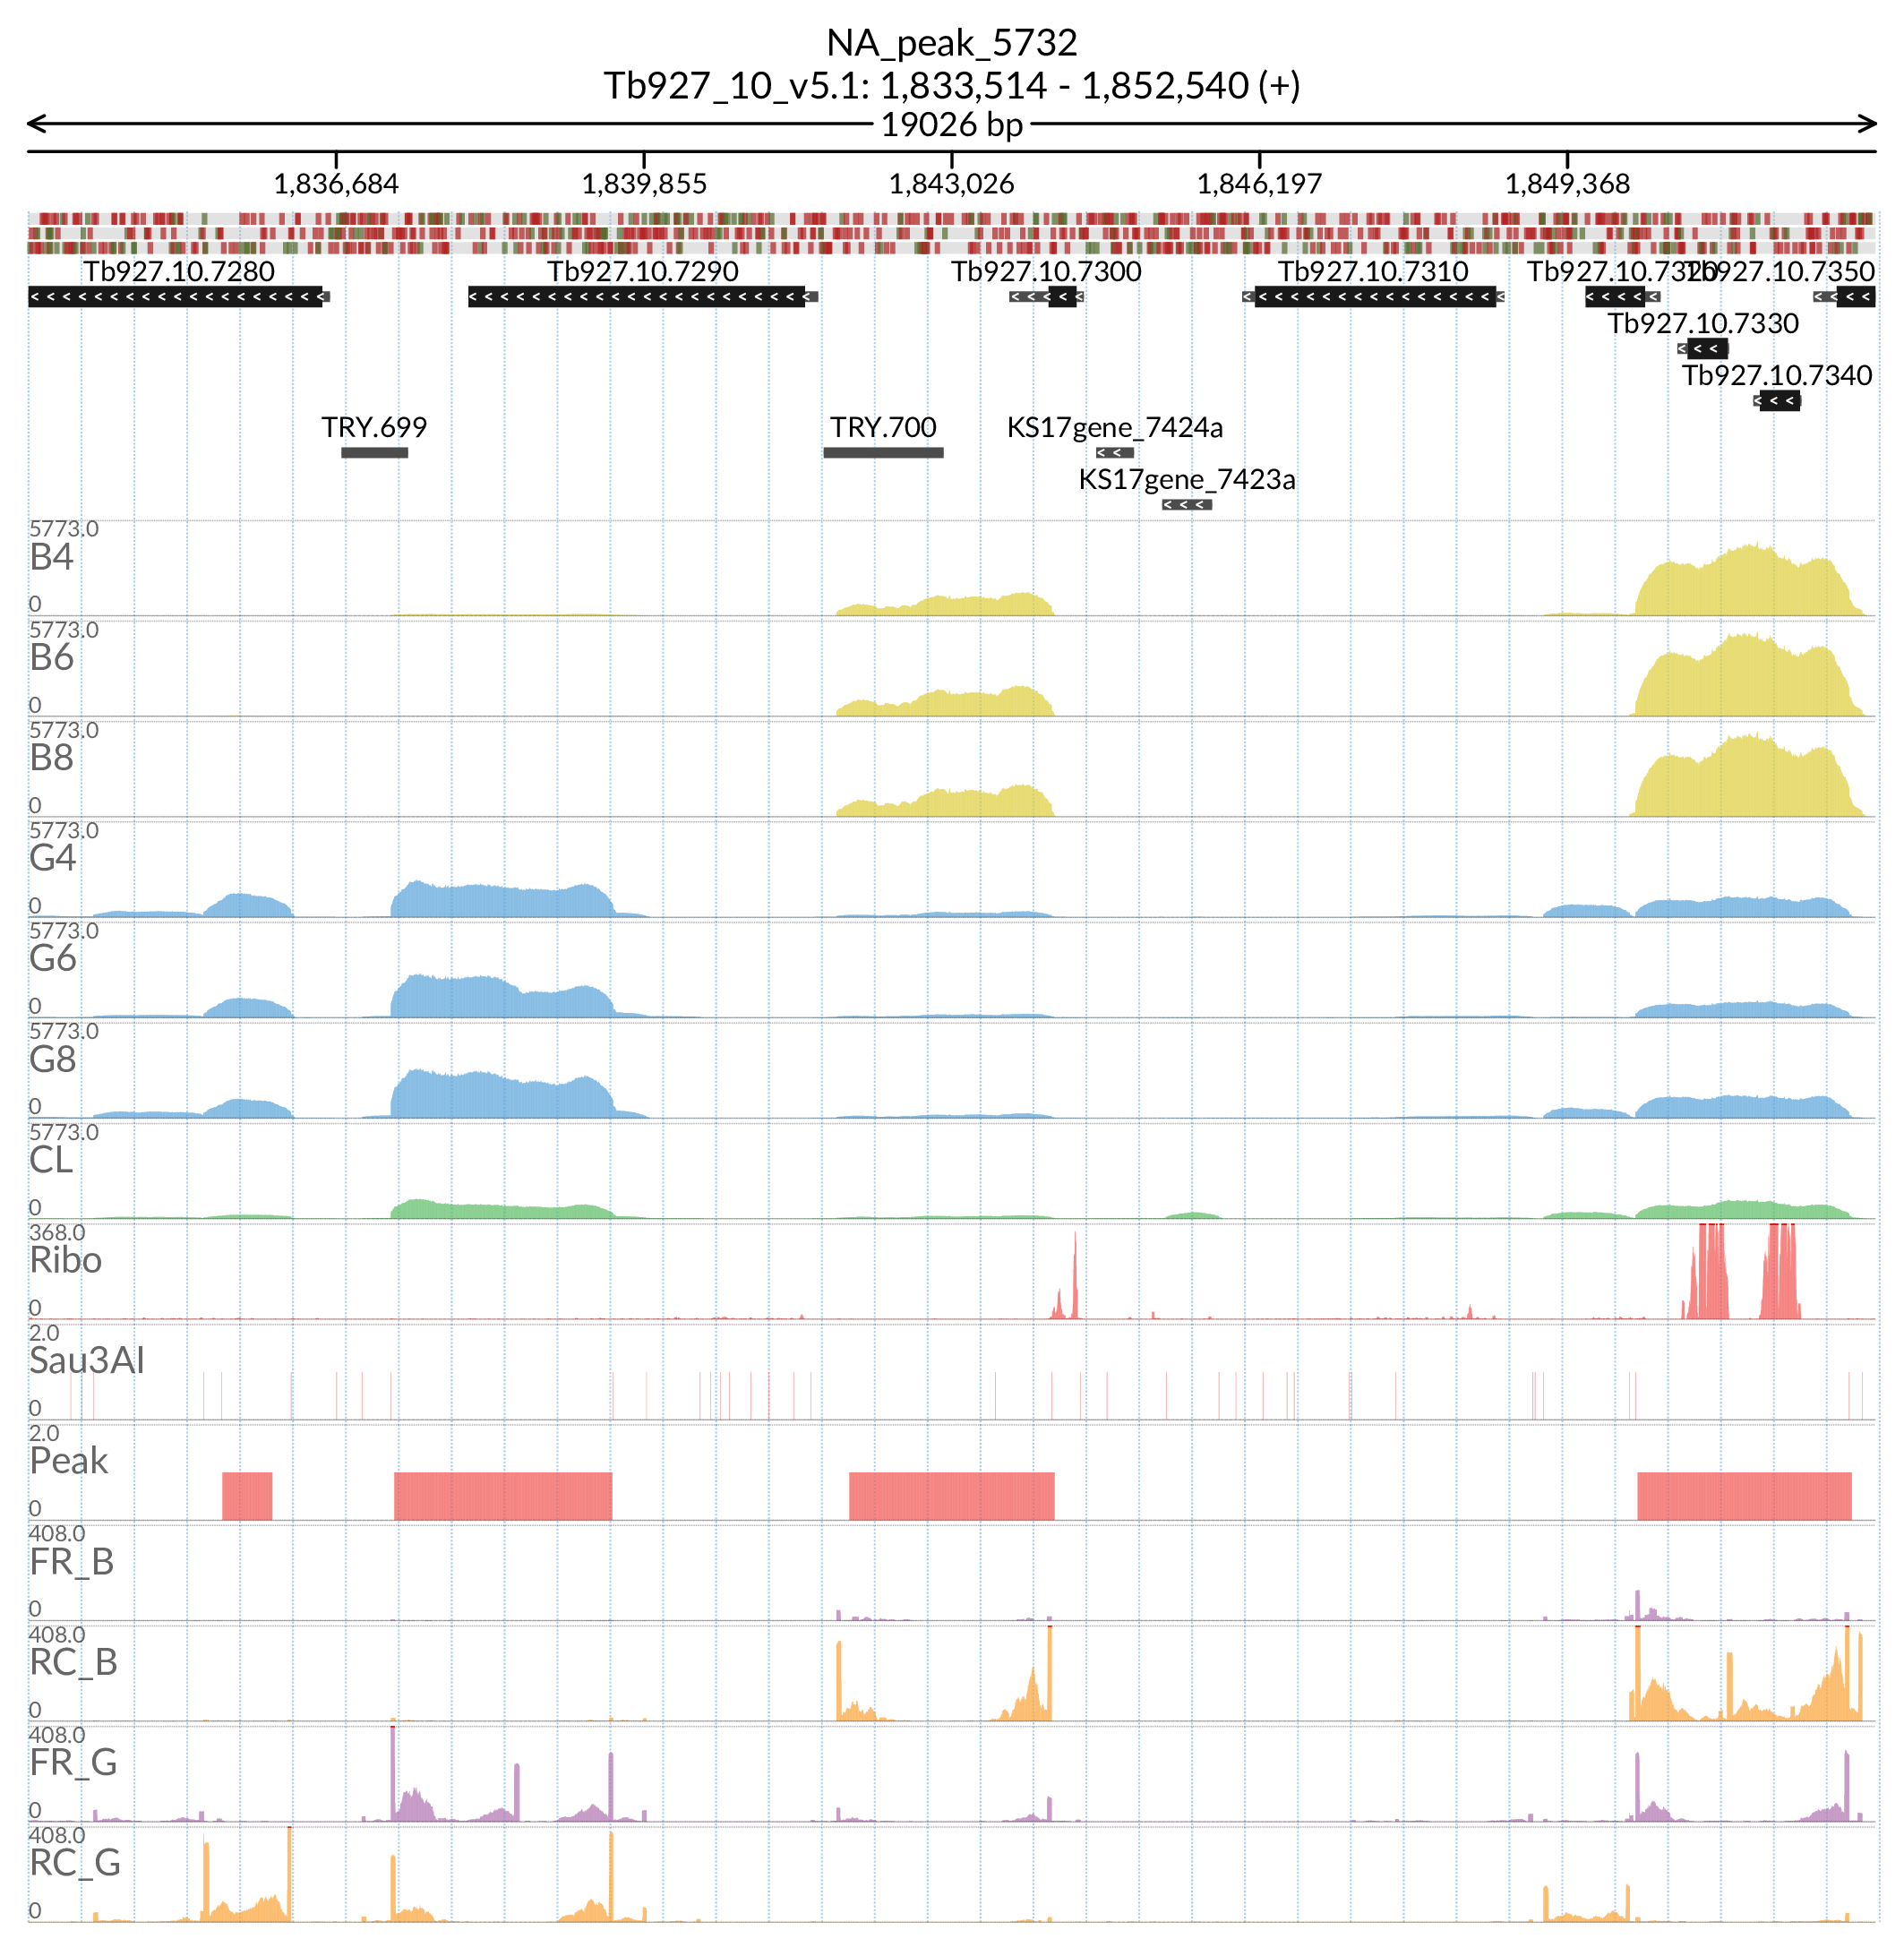 NA_peak_5732
Tb927_10_v5.1: 1,833,514 - 1,852,540 (+)
19026 bp
1,836,684 1,839,855 1,843,026 1,846,197 1,849,368
Tb927.10.7280 Tb927.10.7290 Tb927.10.7300 Tb927.10.7310 Tb927.10.7320 Tb927.10.7350
Tb927.10.7330
Tb927.10.7340
TRY.699 TRY.700 KS17gene_7424a
KS17gene_7423a
5773.0
B4
0
5773.0
B6
0
5773.0
B8
0
5773.0
G4
0
5773.0
G6
0
5773.0
G8
0
5773.0
CL
0
368.0
Ribo
0
2.0
Sau3AI
0
2.0
Peak
0
408.0
FR_B
0
408.0
RC_B
0
408.0
FR_G
0
408.0
RC_G
0